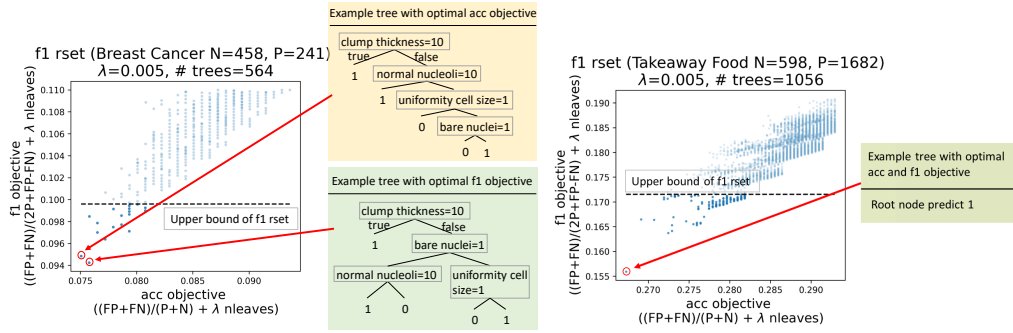 f1 rset (Breast Cancer N=458, P=241)
λ=0.005, # trees=564
f1 objective
((FP+FN)/(2P+FP-FN) + λ nleaves)
0.110
0.108
0.106
0.104
0.102
0.100
0.098
0.096
0.094
Upper bound of f1 rset
0.075
0.080
0.085
0.090
acc objective
((FP+FN)/(P+N) + λ nleaves)
Example tree with optimal acc objective
clump thickness=10
true
false
1
normal nucleoli=10
1
uniformity cell size=1
0
bare nuclei=1
0
1
Example tree with optimal f1 objective
clump thickness=10
true
false
1
bare nuclei=1
normal nucleoli=10
uniformity cell
size=1
1
0
0
1
f1 rset (Takeaway Food N=598, P=1682)
λ=0.005, # trees=1056
f1 objective
((FP+FN)/(2P+FP-FN) + λ nleaves)
0.190
0.185
0.180
0.175
0.170
0.165
0.160
0.155
Upper bound of f1 rset
0.270
0.275
0.280
0.285
0.290
acc objective
((FP+FN)/(P+N) + λ nleaves)
Example tree with optimal
acc and f1 objective
Root node predict 1